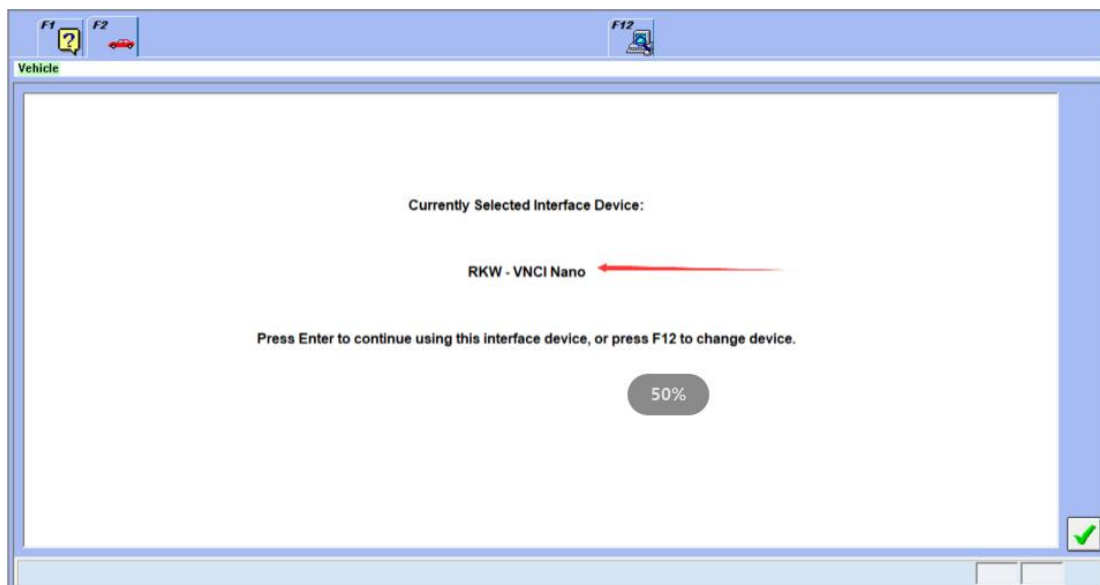 F1
F2
F12
?
Vehicle
Currently Selected Interface Device:
RKW - VNCI Nano
Press Enter to continue using this interface device, or press F12 to change device.
50%